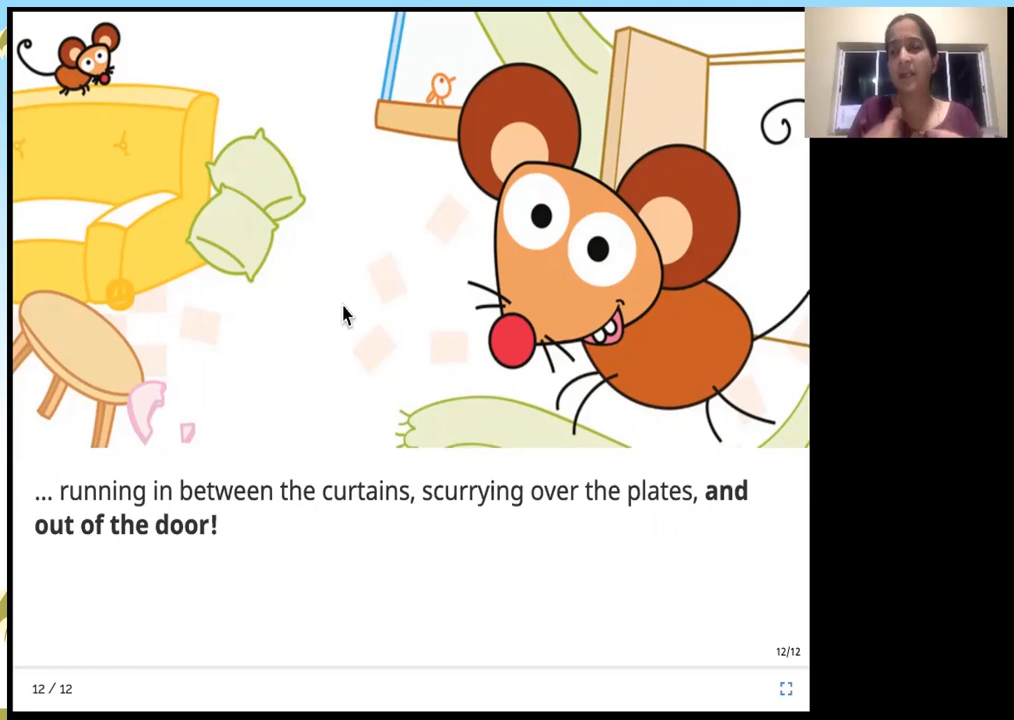 ... running in between the curtains, scurrying over the plates, and
out of the door!
12/12
12 / 12